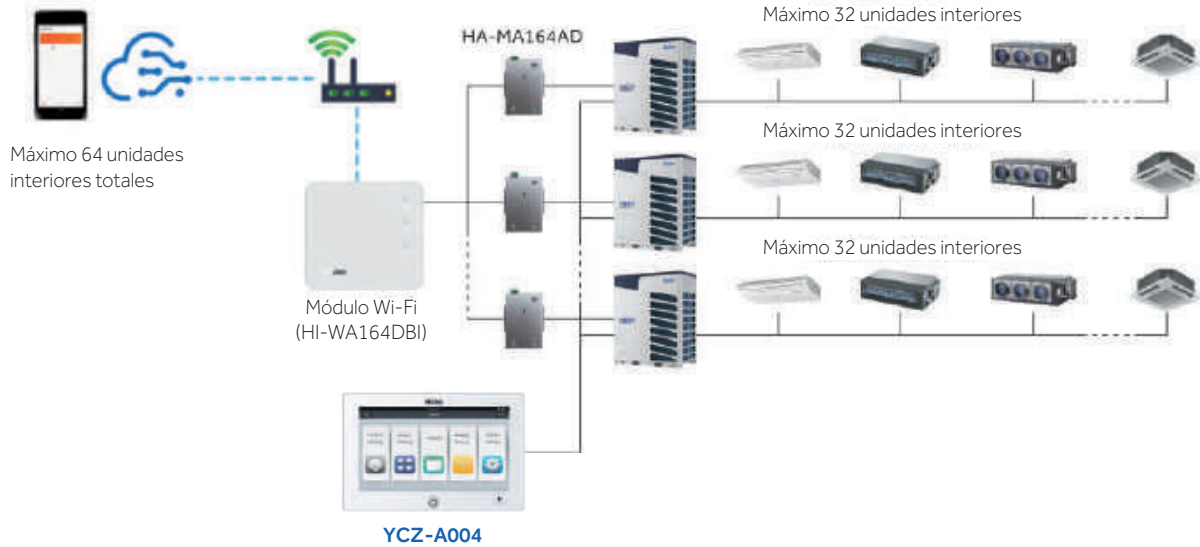 Máximo 32 unidades interiores
HA-MA164AD
Máximo 64 unidades
interiores totales
Máximo 32 unidades interiores
Máximo 32 unidades interiores
Módulo Wi-Fi
(HI-WA164DBI)
YCZ-A004